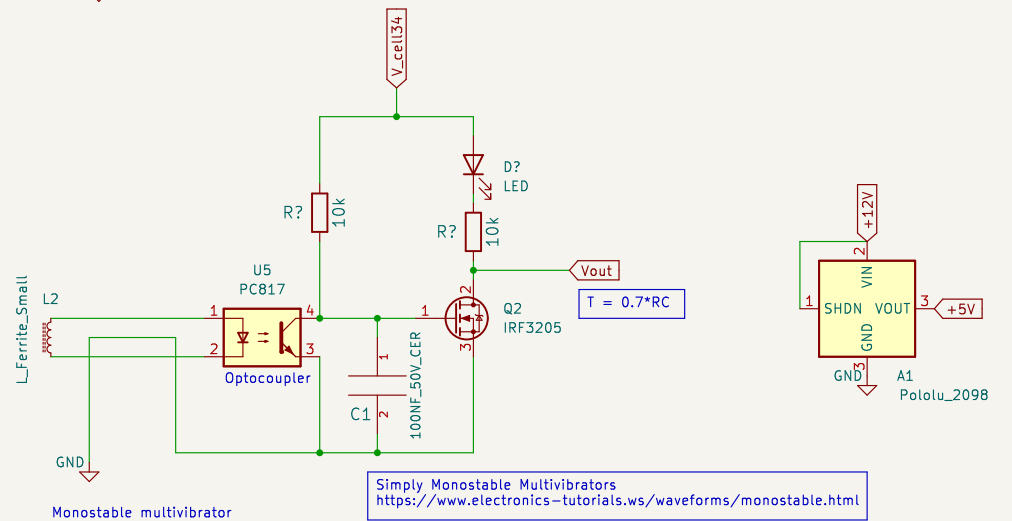 V_cell34
D?
LED
R?
10k
R?
10k
+12V
U5
PC817
Vout
2
VIN
L2
L_Ferrite_Small
T = 0.7*RC
1
4
1
2
Q2
IRF3205
1
SHDN
VOUT
3
+5V
2
3
3
GND
3
Optocoupler
1
100NF_50V_CER
C1
2
GND
A1
Pololu_2098
GND
Simply Monostable Multivibrators
https://www.electronics-tutorials.ws/waveforms/monostable.html
Monostable multivibrator